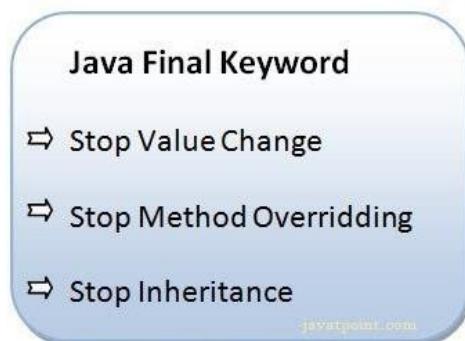 Java Final Keyword
Stop Value Change
Stop Method Overridding
Stop Inheritance
javatpoint.com